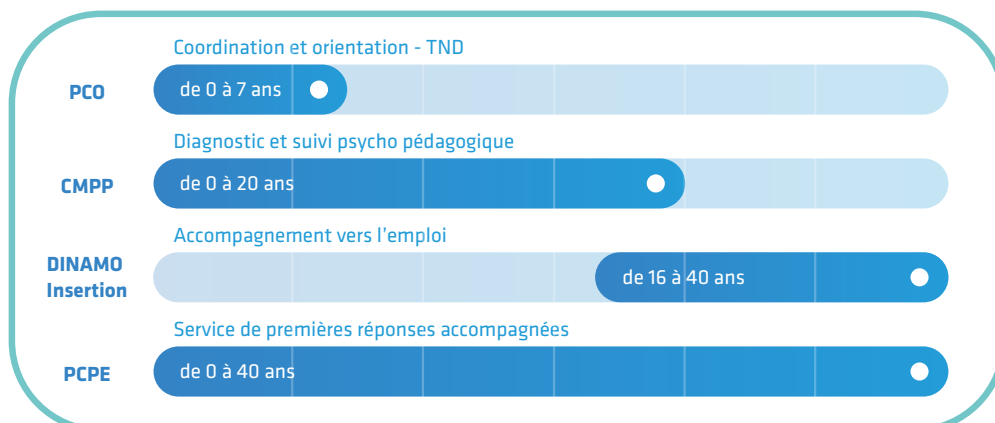 Coordination et orientation - TND
PCO
de 0 à 7 ans
Diagnostic et suivi psycho pédagogique
CMPP
de 0 à 20 ans
Accompagnement vers l'emploi
DINAMO
Insertion
de 16 à 40 ans
Service de premières réponses accompagnées
PCPE
de 0 à 40 ans